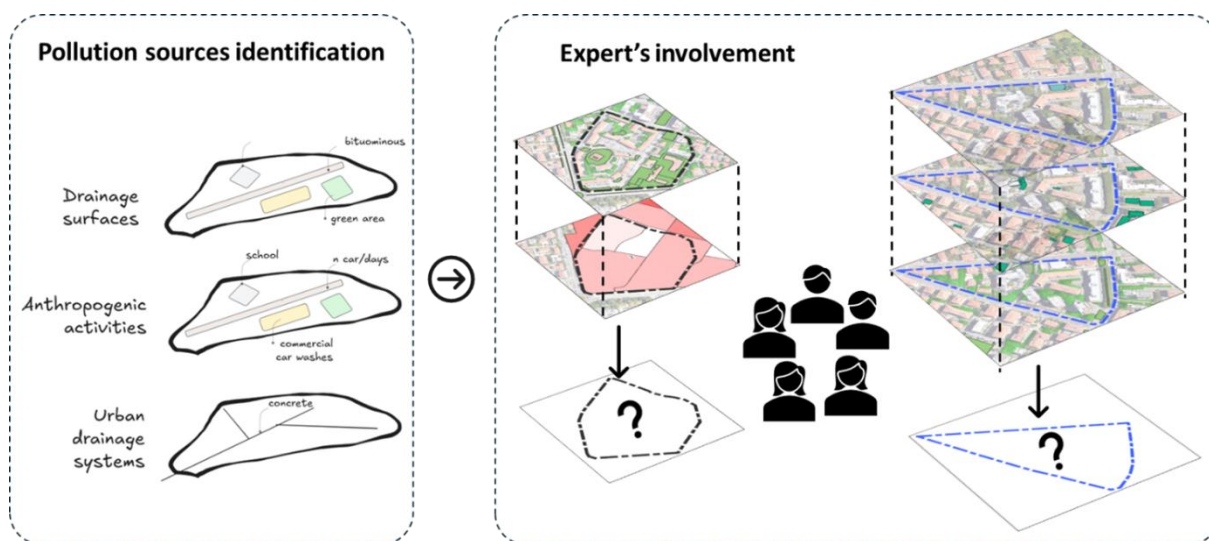 Pollution sources identification
Expert's involvement
bituominous
Drainage
surfaces
green area
school
n car/days
Anthropogenic
activities
commercial
car washes
concrete
Urban
drainage
systems
?
?